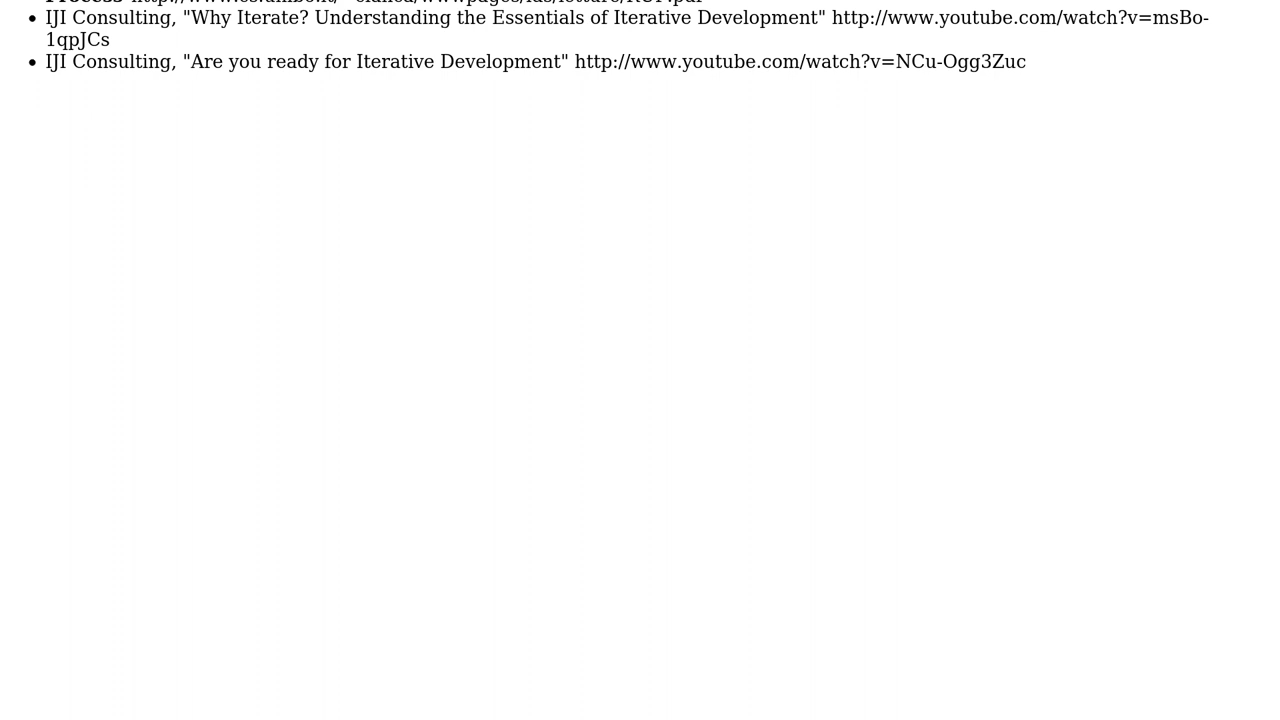 IJI Consulting, "Why Iterate? Understanding the Essentials of Iterative Development" http://www.youtube.com/watch?v=msBo-
1qpJCs
IJI Consulting, "Are you ready for Iterative Development" http://www.youtube.com/watch?v=NCu-Ogg3Zuc